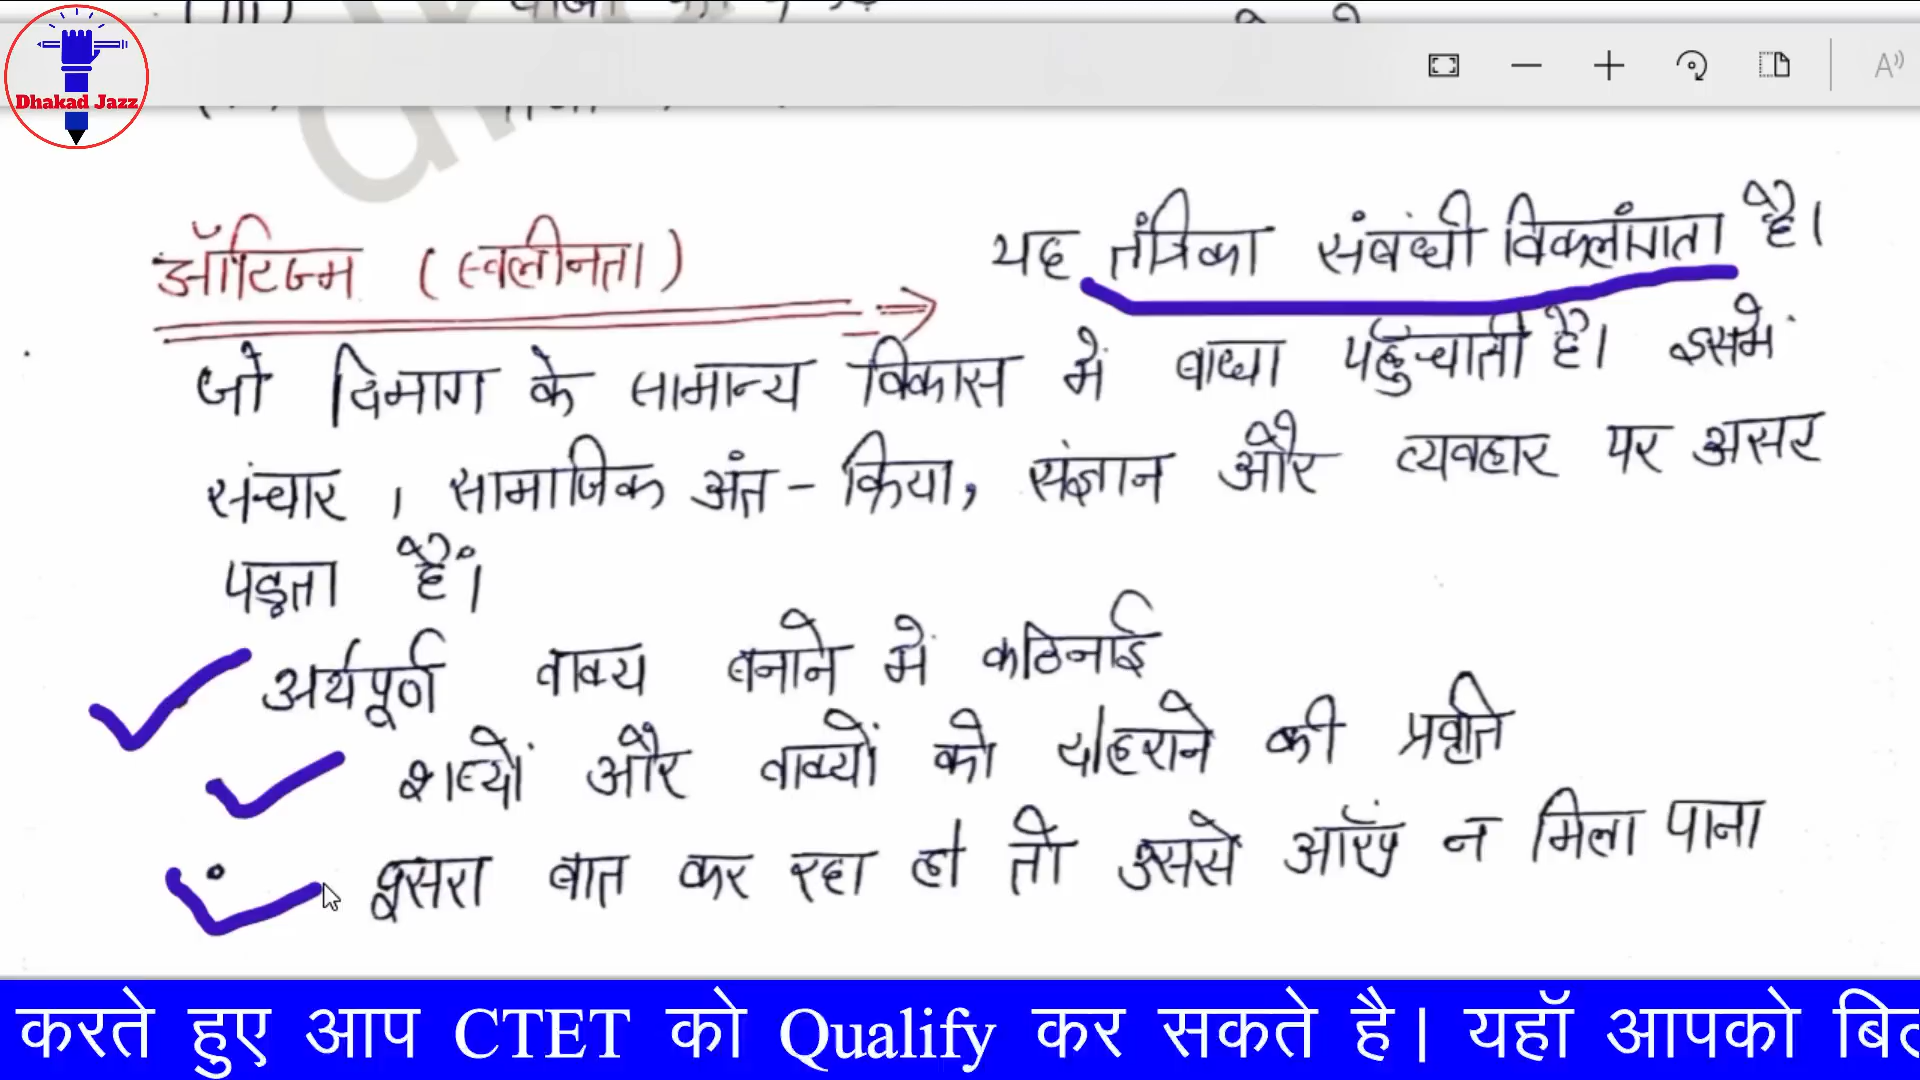 Dhakad Jazz
ऑटिज्म (स्वलीनता) ⇒ यह तंत्रिका संबंधी विकलांगता है।
जो दिमाग के सामान्य विकास में बाधा पहुँचाती है। इसमें
संचार, सामाजिक अंत-क्रिया, संज्ञान और व्यवहार पर असर
पड़ता हैं।
अर्थपूर्ण वाक्य बनाने में कठिनाई
शब्दों और वाक्यों को दोहराने की प्रवृति
दूसरा बात कर रहा हो तो उससे आँख न मिला पाना
करते हुए आप CTET को Qualify कर सकते है। यहॉ आपको